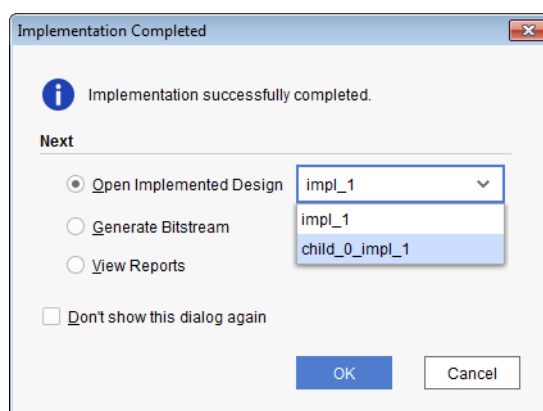 Implementation Completed
Implementation successfully completed.
Next
Open Implemented Design
impl_1
impl_1
child_0_impl_1
Generate Bitstream
View Reports
Don't show this dialog again
OK
Cancel